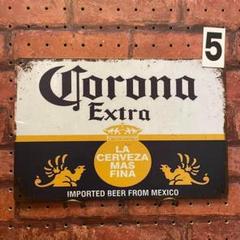 5
Corona
Extra
LA
CERVEZA
MAS
FINA
IMPORTED BEER FROM MEXICO